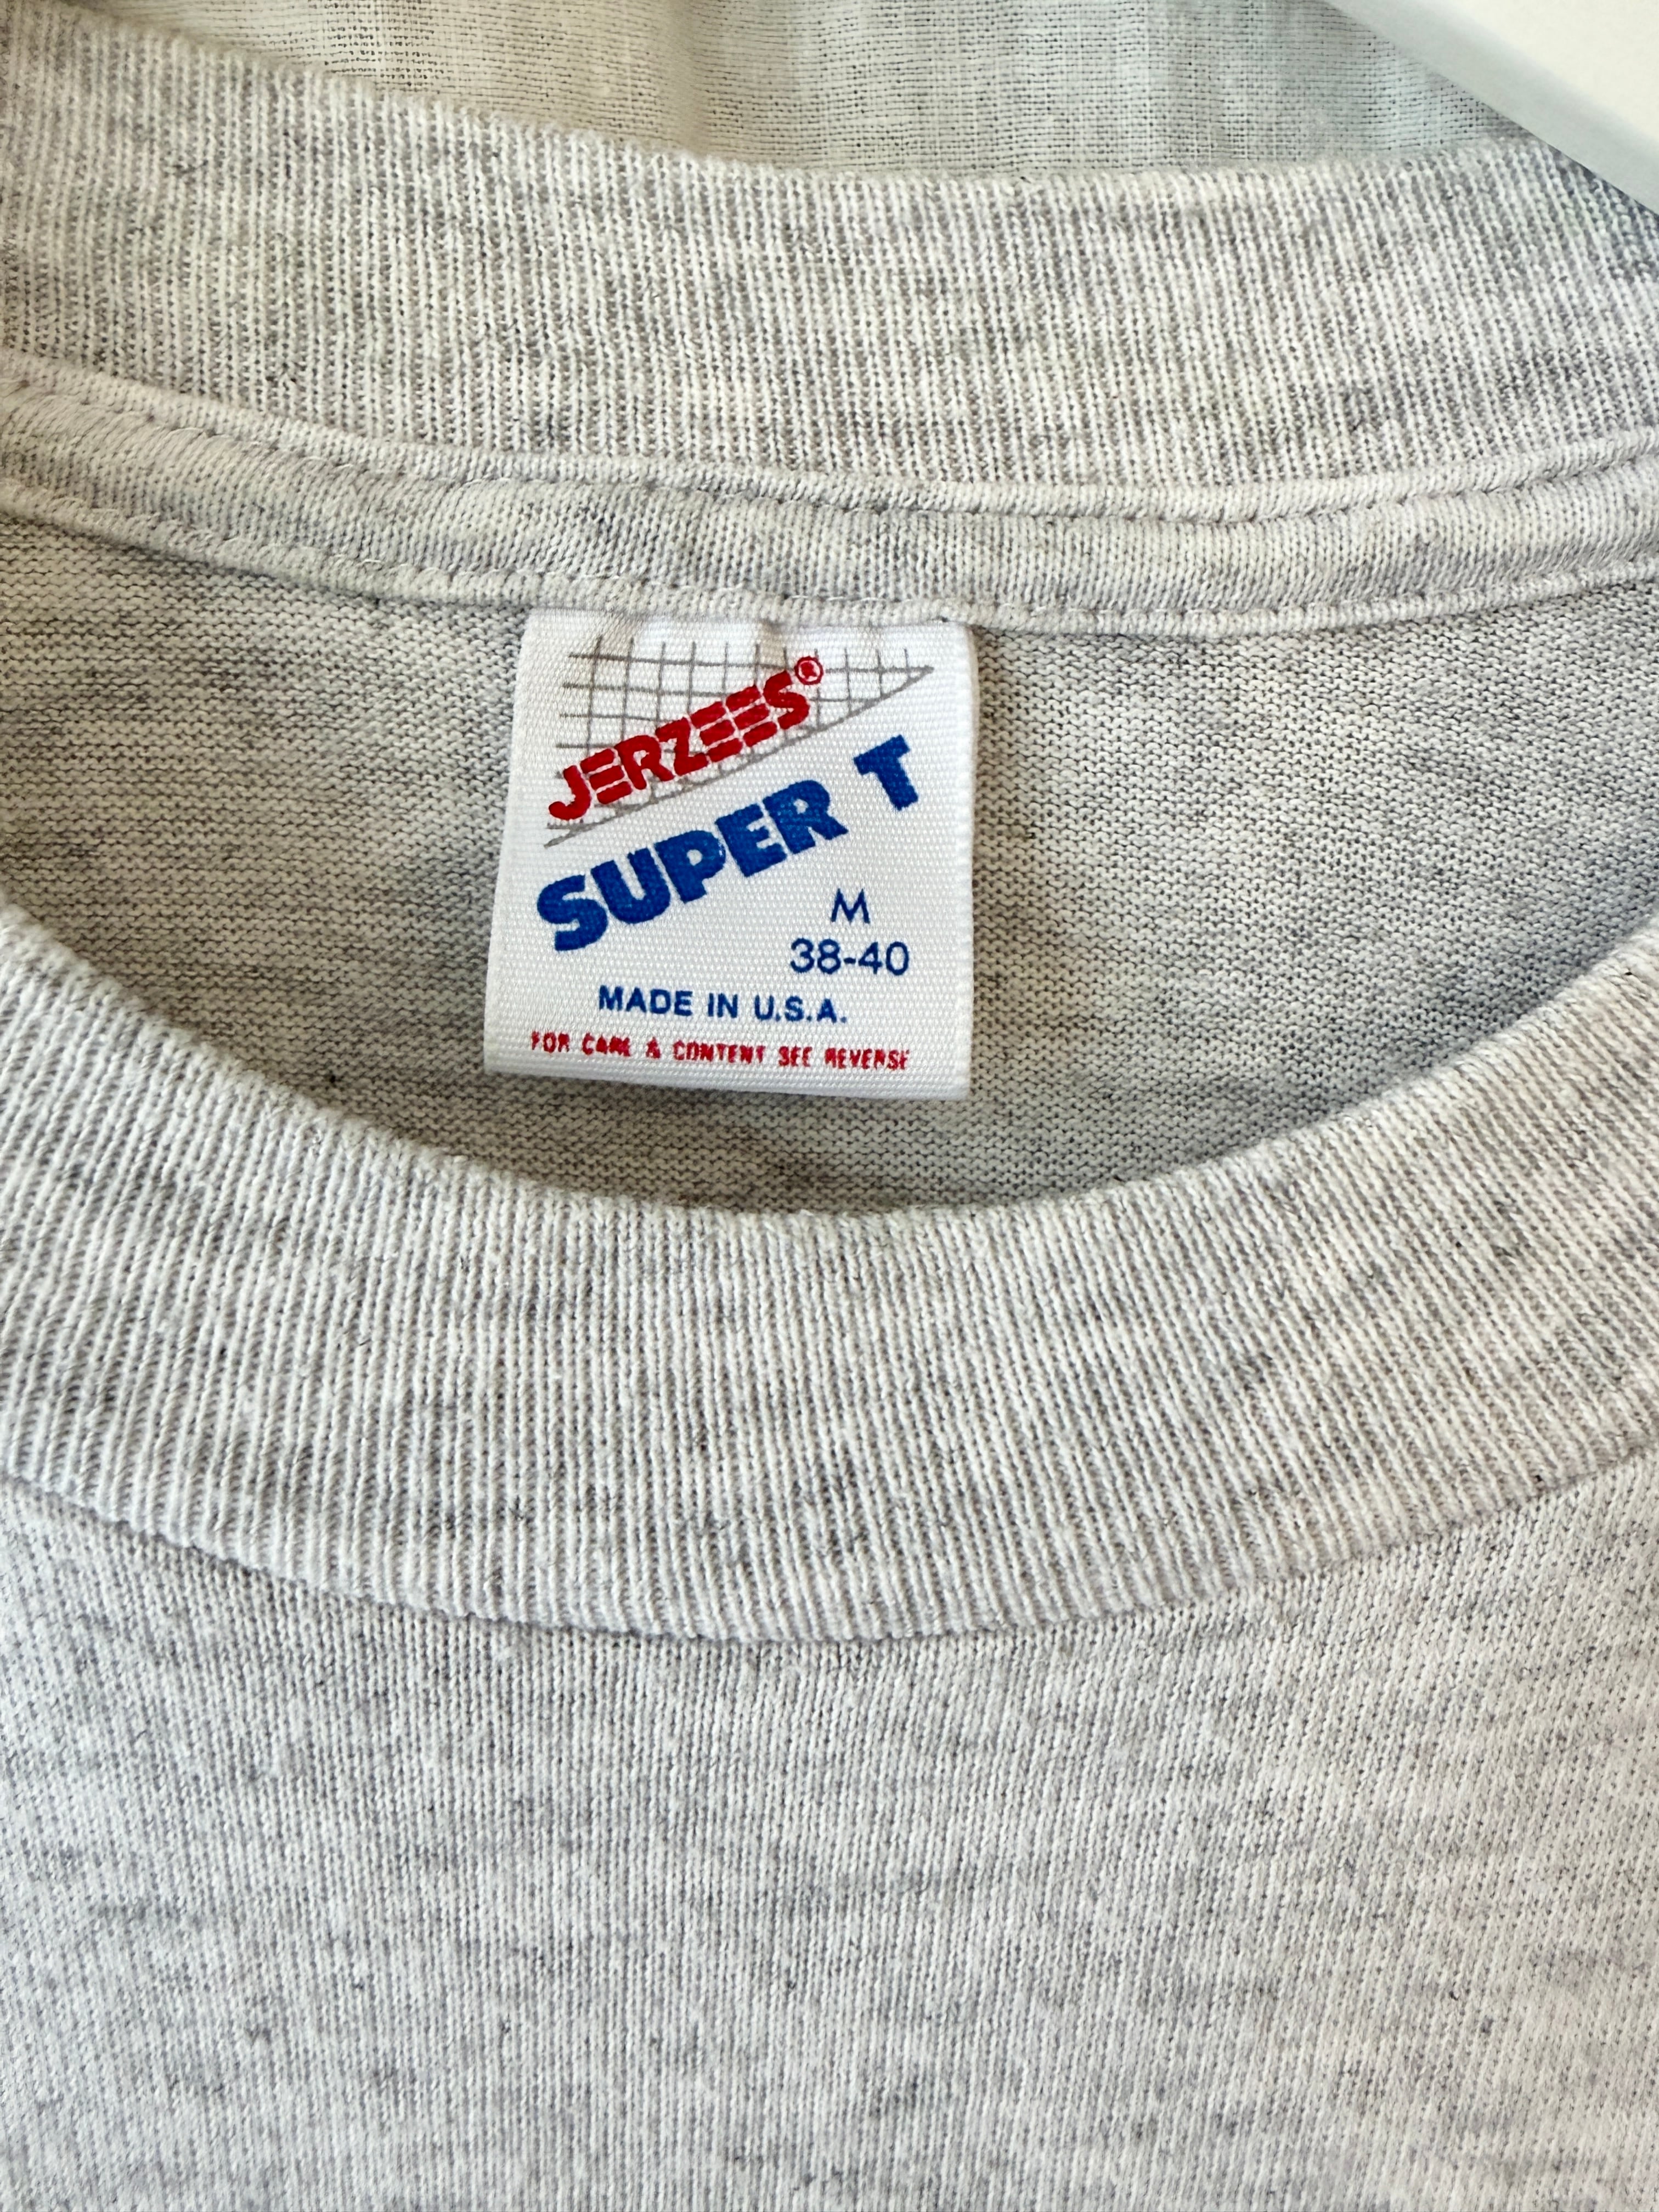 JERZEES®
SUPER T
M
38-40
MADE IN U.S.A.
FOR CARE & CONTENT SEE REVERSE